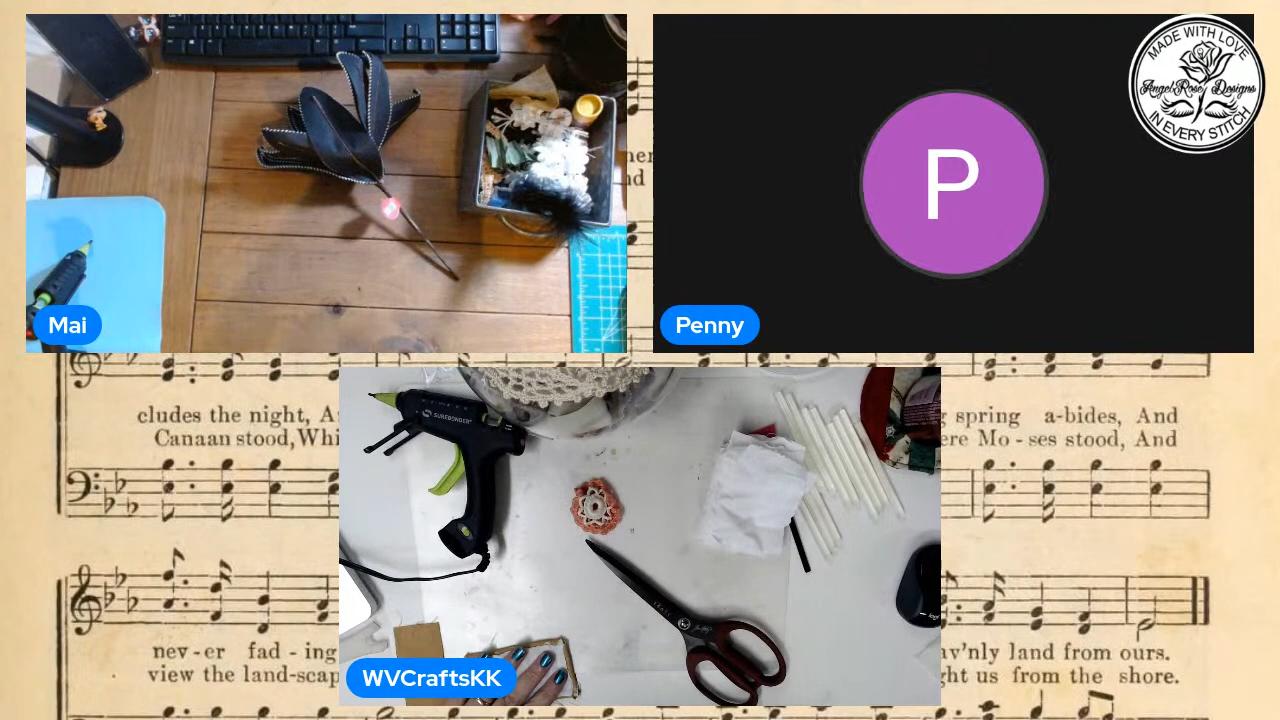 Mai
P
Penny
MADE WITH LOVE
AngelRose Designs
IN EVERY STITCH
cludes the night, A
spring a-bides, And
Canaan stood, Whi
ere Mo - ses stood, And
SUREBONDER
WVCraftsKK
nev - er fad - ing
av'nly land from ours.
view the land-scap
ght us from the shore.